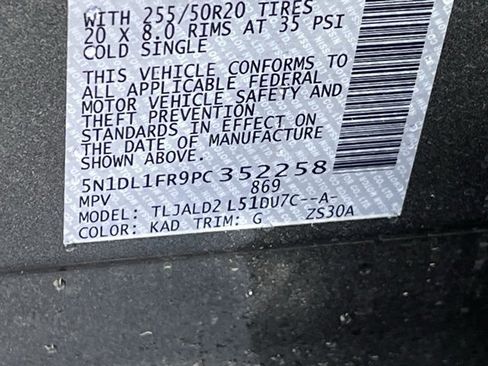 WITH 255/50R20 TIRES
20 X 8.0 RIMS AT 35 PSI
COLD SINGLE
THIS VEHICLE CONFORMS TO
ALL APPLICABLE FEDERAL
MOTOR VEHICLE SAFETY AND
THEFT PREVENTION
STANDARDS IN EFFECT ON
THE DATE OF MANUFACTURE
5N1DL1FR9PC352258
MPV 869
MODEL: TLJALD2 L51DU7C--A-
COLOR: KAD TRIM: G ZS30A